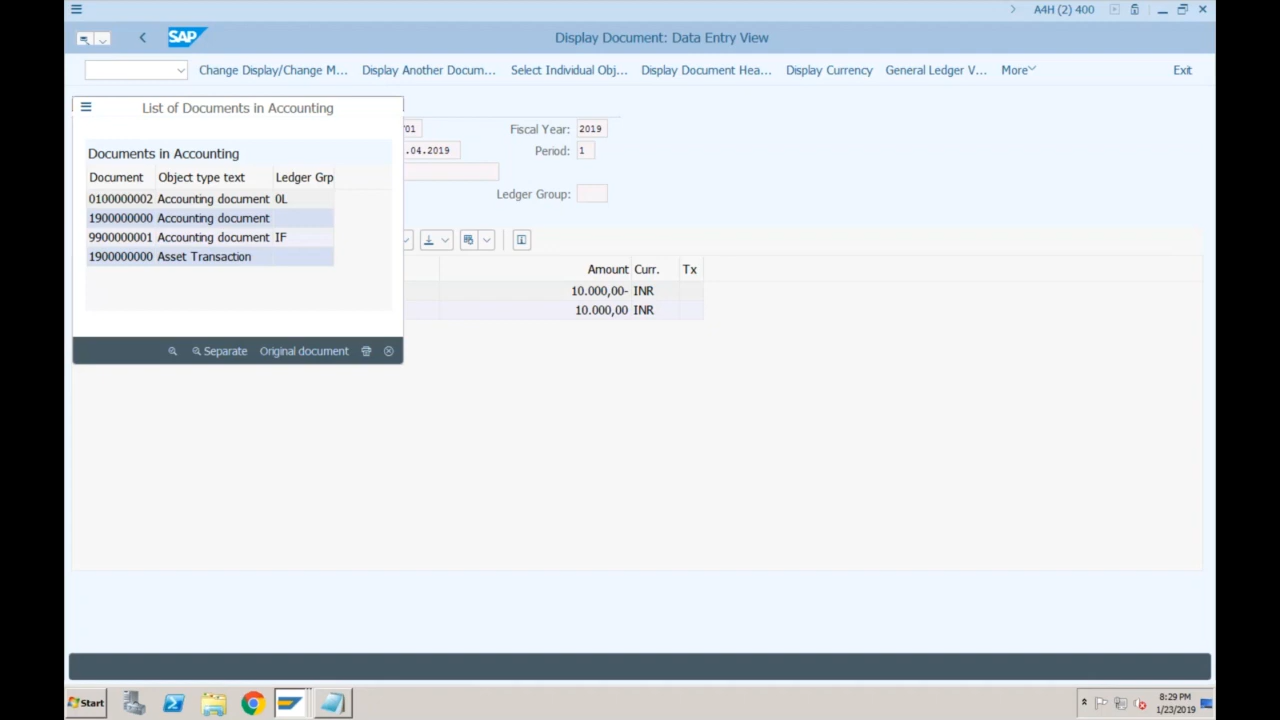 A4H (2) 400
SAP
Display Document: Data Entry View
Change Display/Change M... Display Another Docum... Select Individual Obj... Display Document Hea... Display Currency General Ledger V... More Exit
List of Documents in Accounting
01 Fiscal Year: 2019
.04.2019 Period: 1
Ledger Group:
Documents in Accounting
Document Object type text Ledger Grp
0100000002 Accounting document 0L
1900000000 Accounting document
9900000001 Accounting document IF
1900000000 Asset Transaction
Amount Curr. Tx
10.000,00- INR
10.000,00 INR
Separate Original document
Start
8:29 PM
1/23/2019